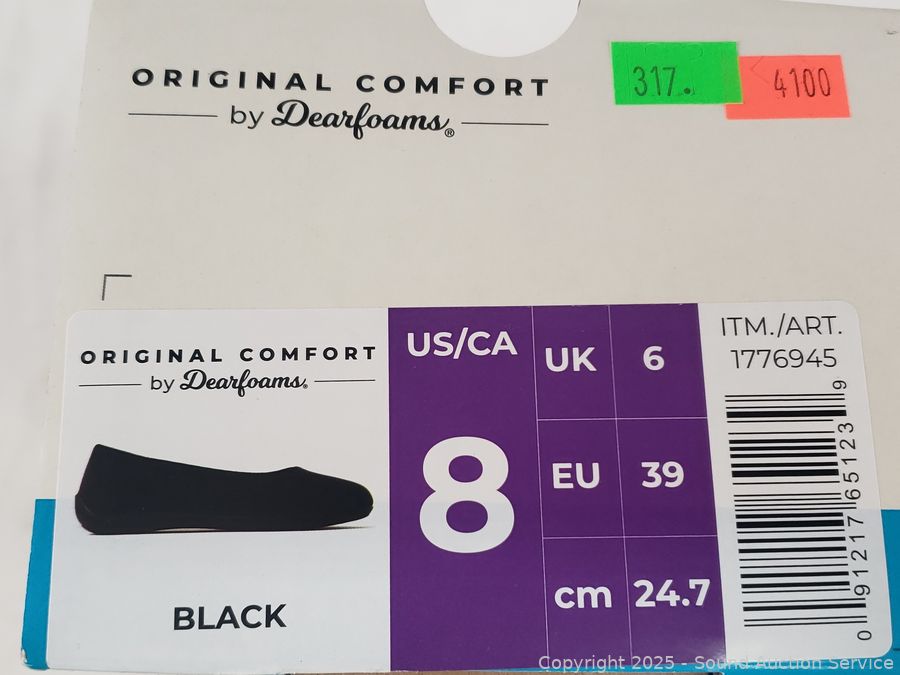 ORIGINAL COMFORT
by Dearfoams®
317.
4100
ORIGINAL COMFORT
by Dearfoams®
BLACK
US/CA
8
UK 6
EU 39
cm 24.7
ITM./ART.
1776945
0 91217 65123 9
Copyright 2025 - Sound Auction Service